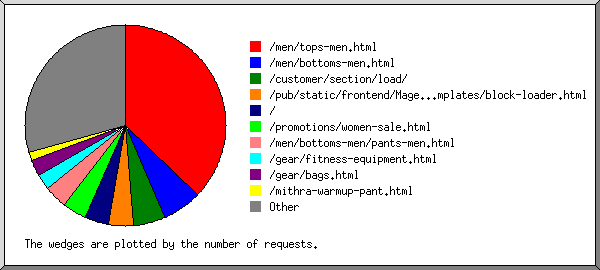 /men/tops-men.html
/men/bottoms-men.html
/customer/section/load/
/pub/static/frontend/Mage...mplates/block-loader.html
/
/promotions/women-sale.html
/men/bottoms-men/pants-men.html
/gear/fitness-equipment.html
/gear/bags.html
/mithra-warmup-pant.html
Other
The wedges are plotted by the number of requests.